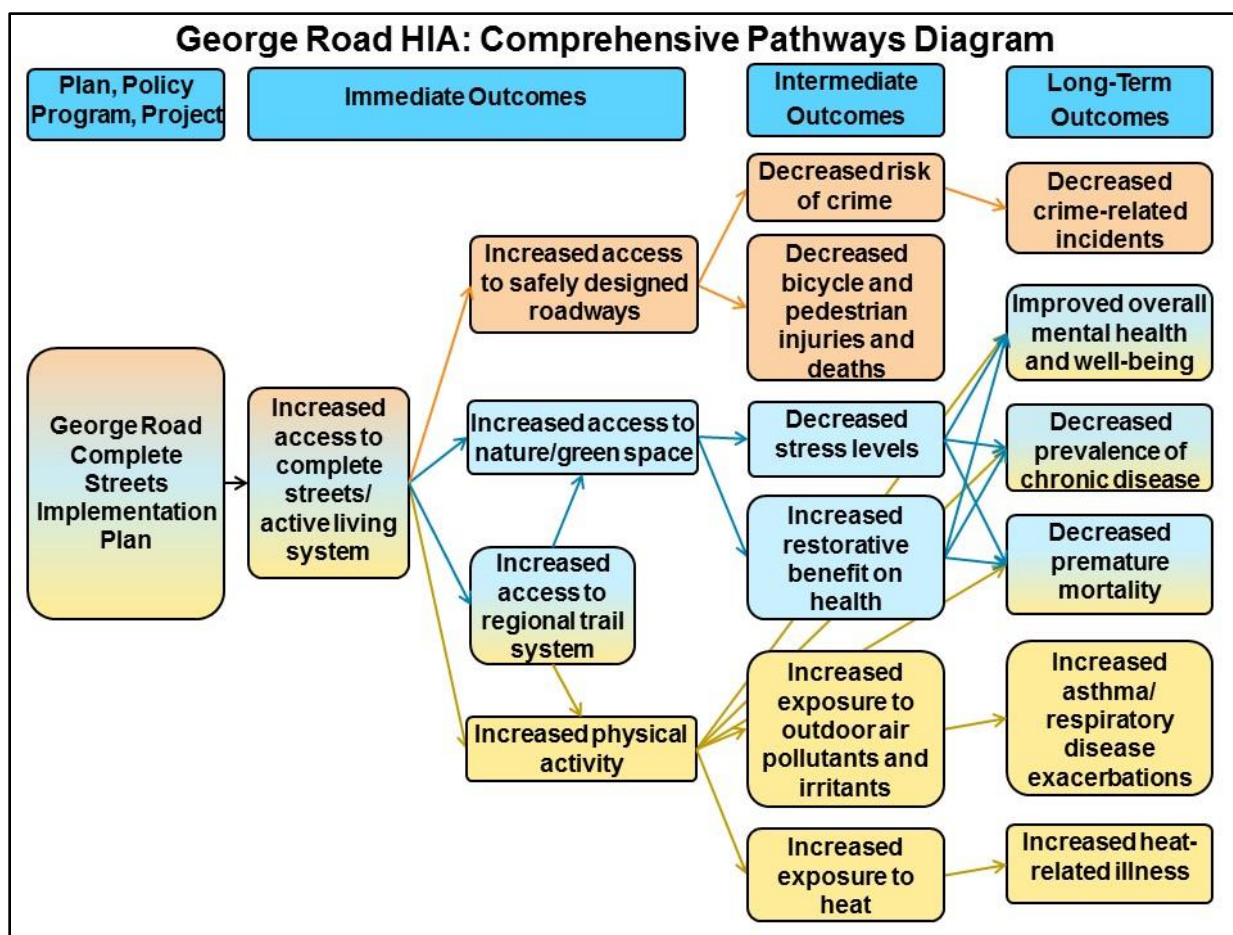 George Road HIA: Comprehensive Pathways Diagram
Plan, Policy
Program, Project
Immediate Outcomes
Intermediate
Outcomes
Long-Term
Outcomes
George Road
Complete
Streets
Implementation
Plan
Increased
access to
complete
streets/
active living
system
Increased access
to safely designed
roadways
Increased access to
nature/green space
Increased
access to
regional trail
system
Increased physical
activity
Decreased risk
of crime
Decreased
bicycle and
pedestrian
injuries and
deaths
Decreased
stress levels
Increased
restorative
benefit on
health
Increased
exposure to
outdoor air
pollutants and
irritants
Increased
exposure to
heat
Decreased
crime-related
incidents
Improved overall
mental health
and well-being
Decreased
prevalence of
chronic disease
Decreased
premature
mortality
Increased
asthma/
respiratory
disease
exacerbations
Increased heat-
related illness